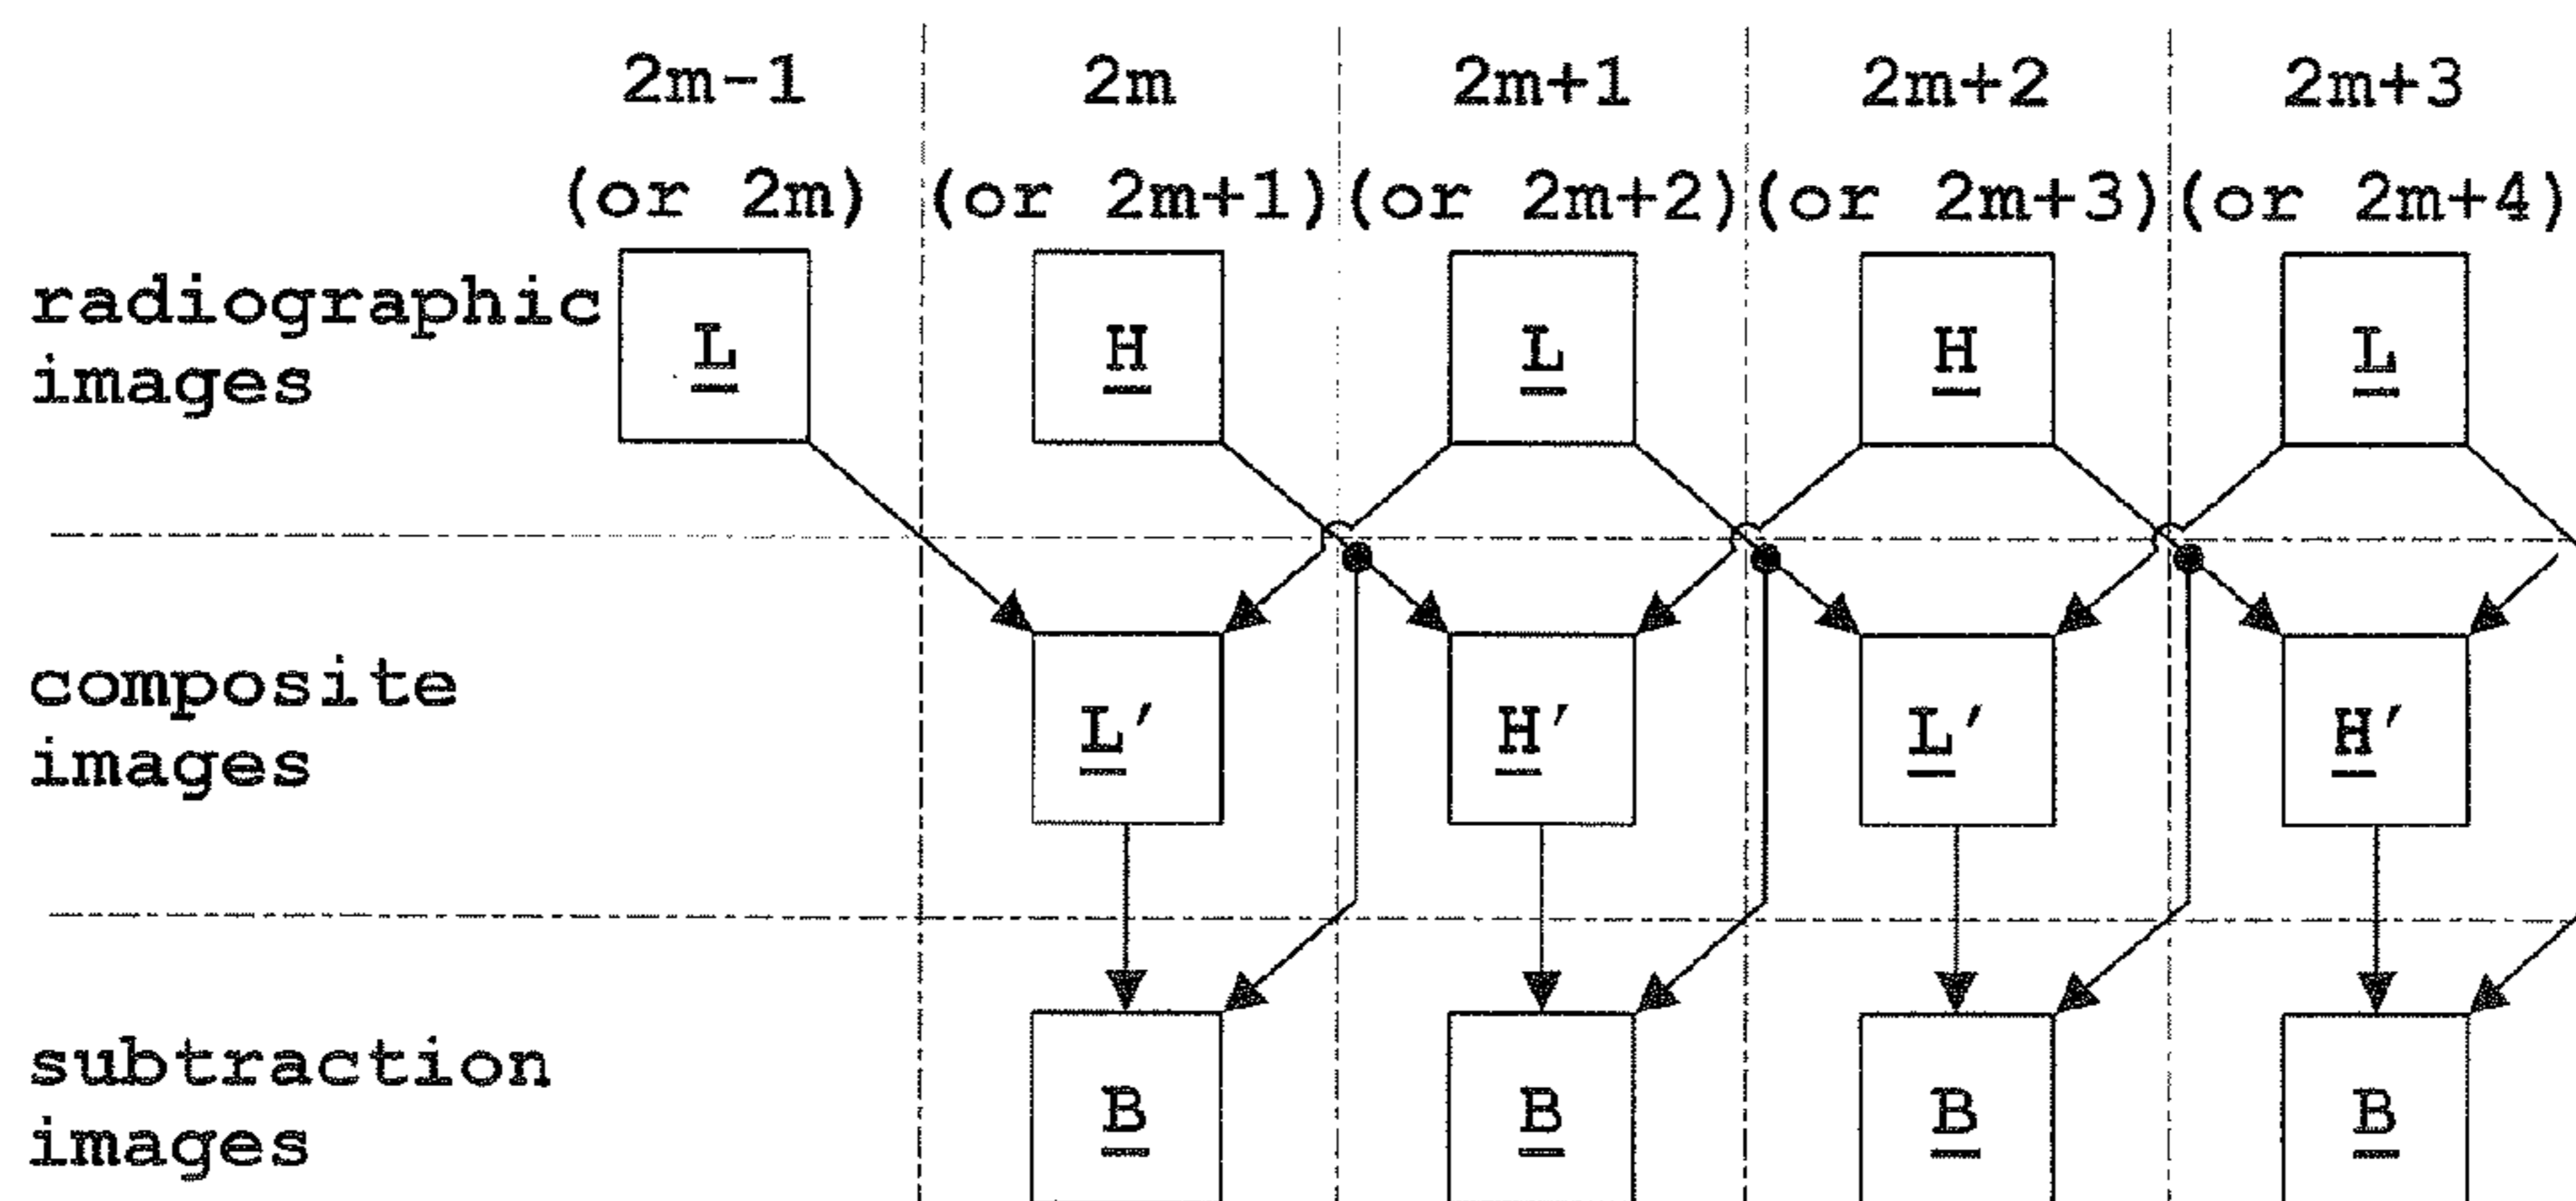 2m-1 2m 2m+1 2m+2 2m+3
(or 2m) (or 2m+1) (or 2m+2) (or 2m+3) (or 2m+4)
radiographic
images
L H L H L
composite
images
L' H' L' H'
subtraction
images
B B B B